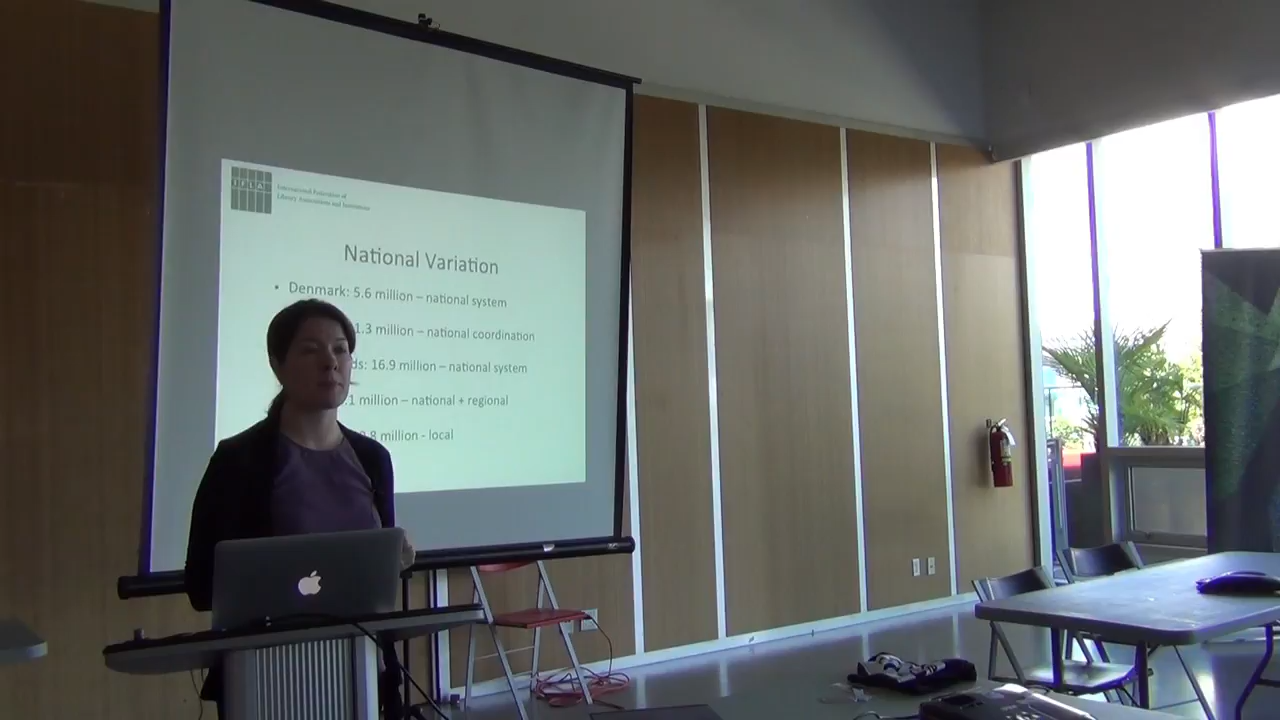 IFLA
International Federation of
Library Associations and Institutions
National Variation
• Denmark: 5.6 million – national system
1.3 million – national coordination
ds: 16.9 million – national system
.1 million – national + regional
.8 million - local